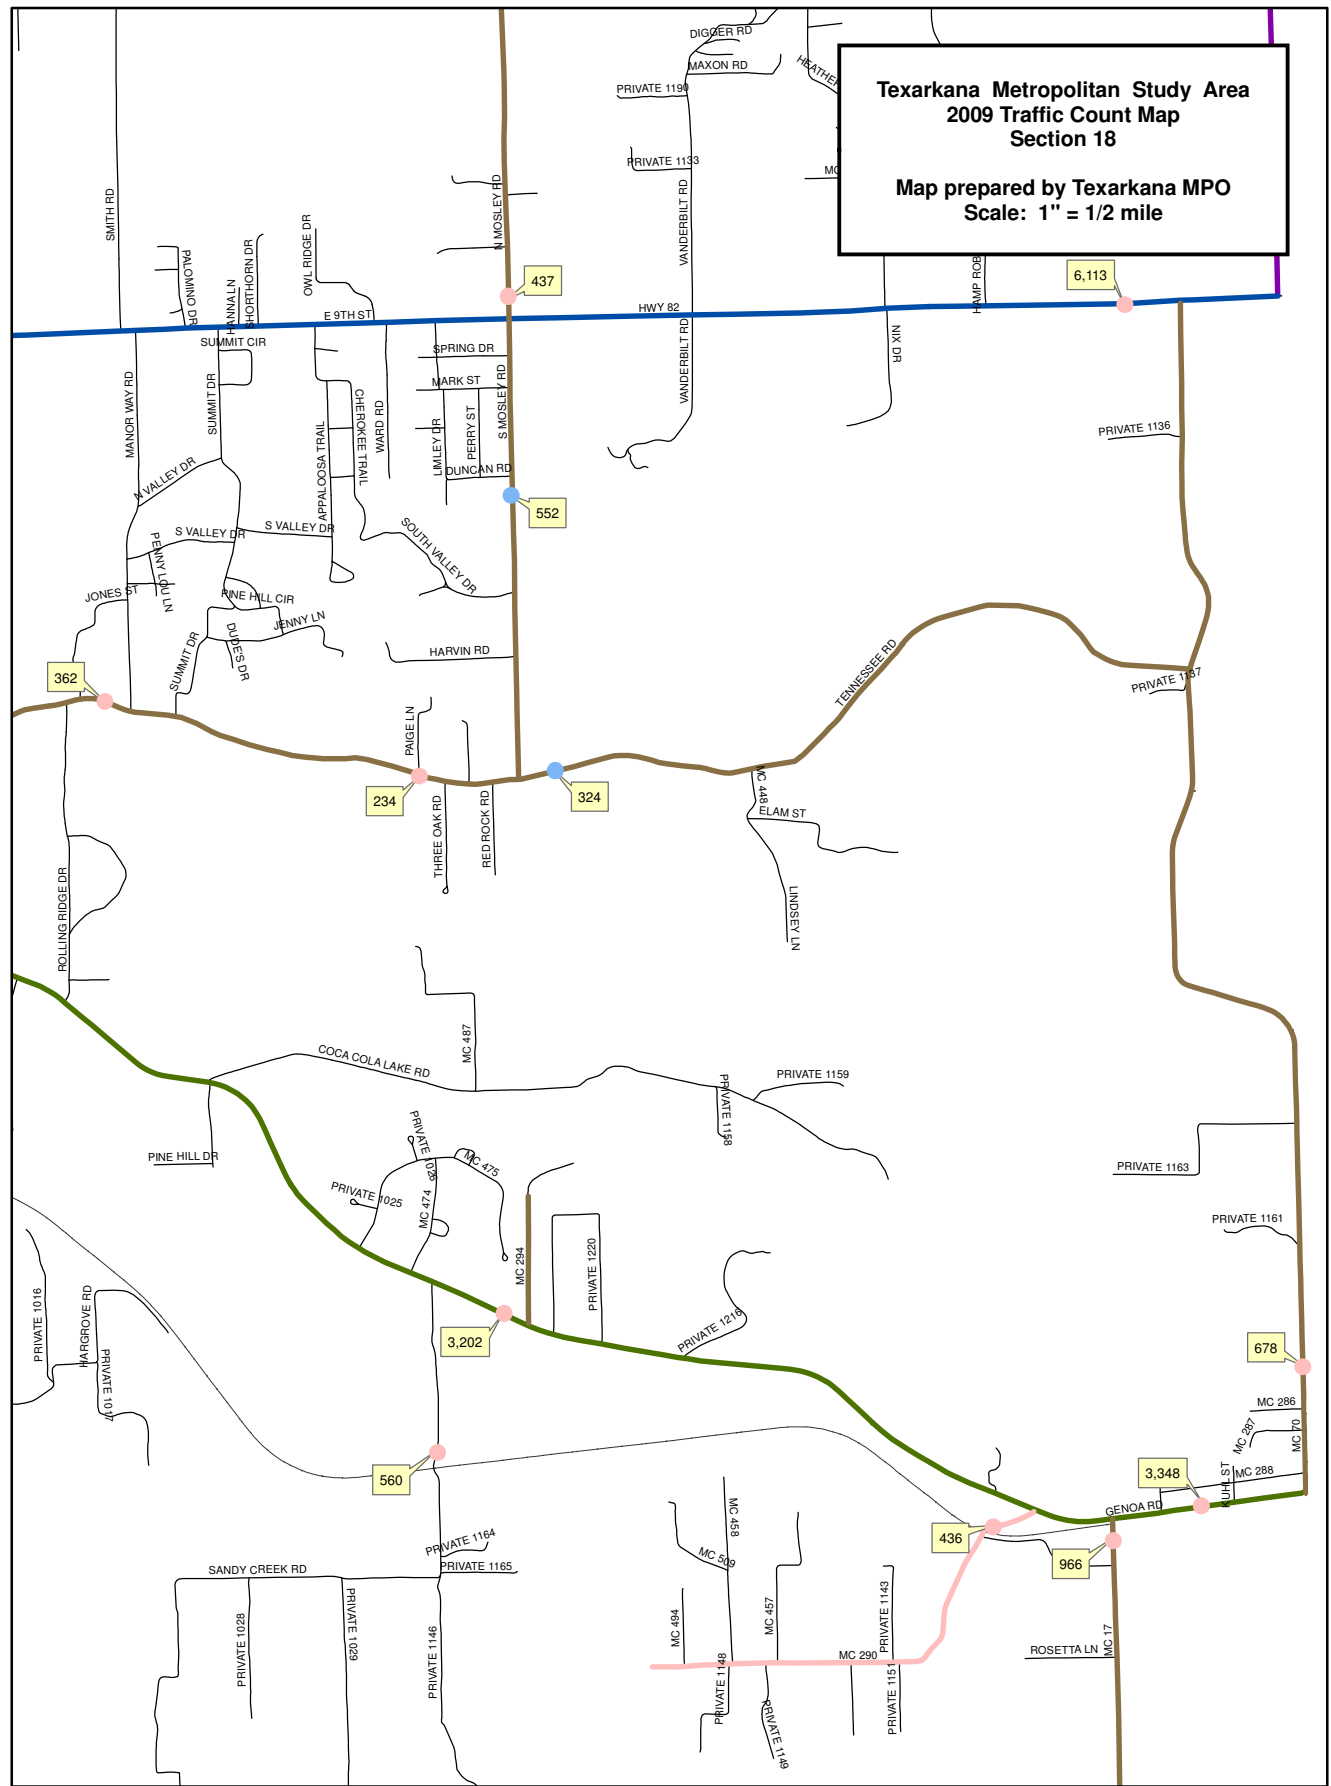 Texarkana Metropolitan Study Area
2009 Traffic Count Map
Section 18
Map prepared by Texarkana MPO
Scale: 1" = 1/2 mile
DIGGER RD
MAXON RD
PRIVATE 1190
PRIVATE 1133
SMITH RD
N MOSLEY RD
VANDERBILT RD
PALOMINO DR
HANNA LN
SHORTHORN DR
OWL RIDGE DR
437
6,113
E 9TH ST
HWY 82
HAMP ROB
SUMMIT CIR
SPRING DR
MARK ST
MANOR WAY RD
SUMMIT DR
APPALOOSA TRAIL
CHEROKEE TRAIL
WARD RD
LIMLEY DR
PERRY ST
S MOSLEY RD
VANDERBILT RD
NIX DR
PRIVATE 1136
DUNCAN RD
N VALLEY DR
552
S VALLEY DR
S VALLEY DR
SOUTH VALLEY DR
PENNY LOU LN
JONES ST
PINE HILL CIR
JENNY LN
DUDE'S DR
SUMMIT DR
HARVIN RD
TENNESSEE RD
PRIVATE 1137
362
PAIGE LN
234
324
THREE OAK RD
RED ROCK RD
MC 448
ELAM ST
LINDSEY LN
ROLLING RIDGE DR
MC 487
COCA COLA LAKE RD
PRIVATE 1159
PRIVATE 1158
PINE HILL DR
PRIVATE 1026
MC 475
PRIVATE 1025
MC 474
PRIVATE 1163
PRIVATE 1161
MC 294
PRIVATE 1220
PRIVATE 1216
PRIVATE 1016
HARGROVE RD
PRIVATE 1017
3,202
678
MC 286
MC 287
MC 70
MC 288
KUHL ST
3,348
GENOA RD
560
436
966
MC 458
MC 509
PRIVATE 1164
PRIVATE 1165
SANDY CREEK RD
PRIVATE 1028
PRIVATE 1029
PRIVATE 1146
MC 494
MC 457
PRIVATE 1143
MC 290
PRIVATE 1148
PRIVATE 1149
PRIVATE 1151
ROSETTA LN
MC 17